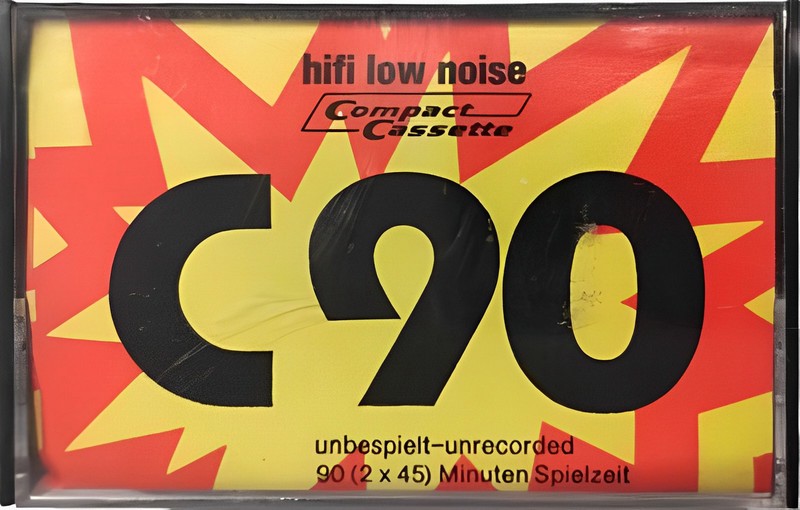 hifi low noise
Compact
Cassette
C90
unbespielt-unrecorded
90 (2 x 45) Minuten Spielzeit